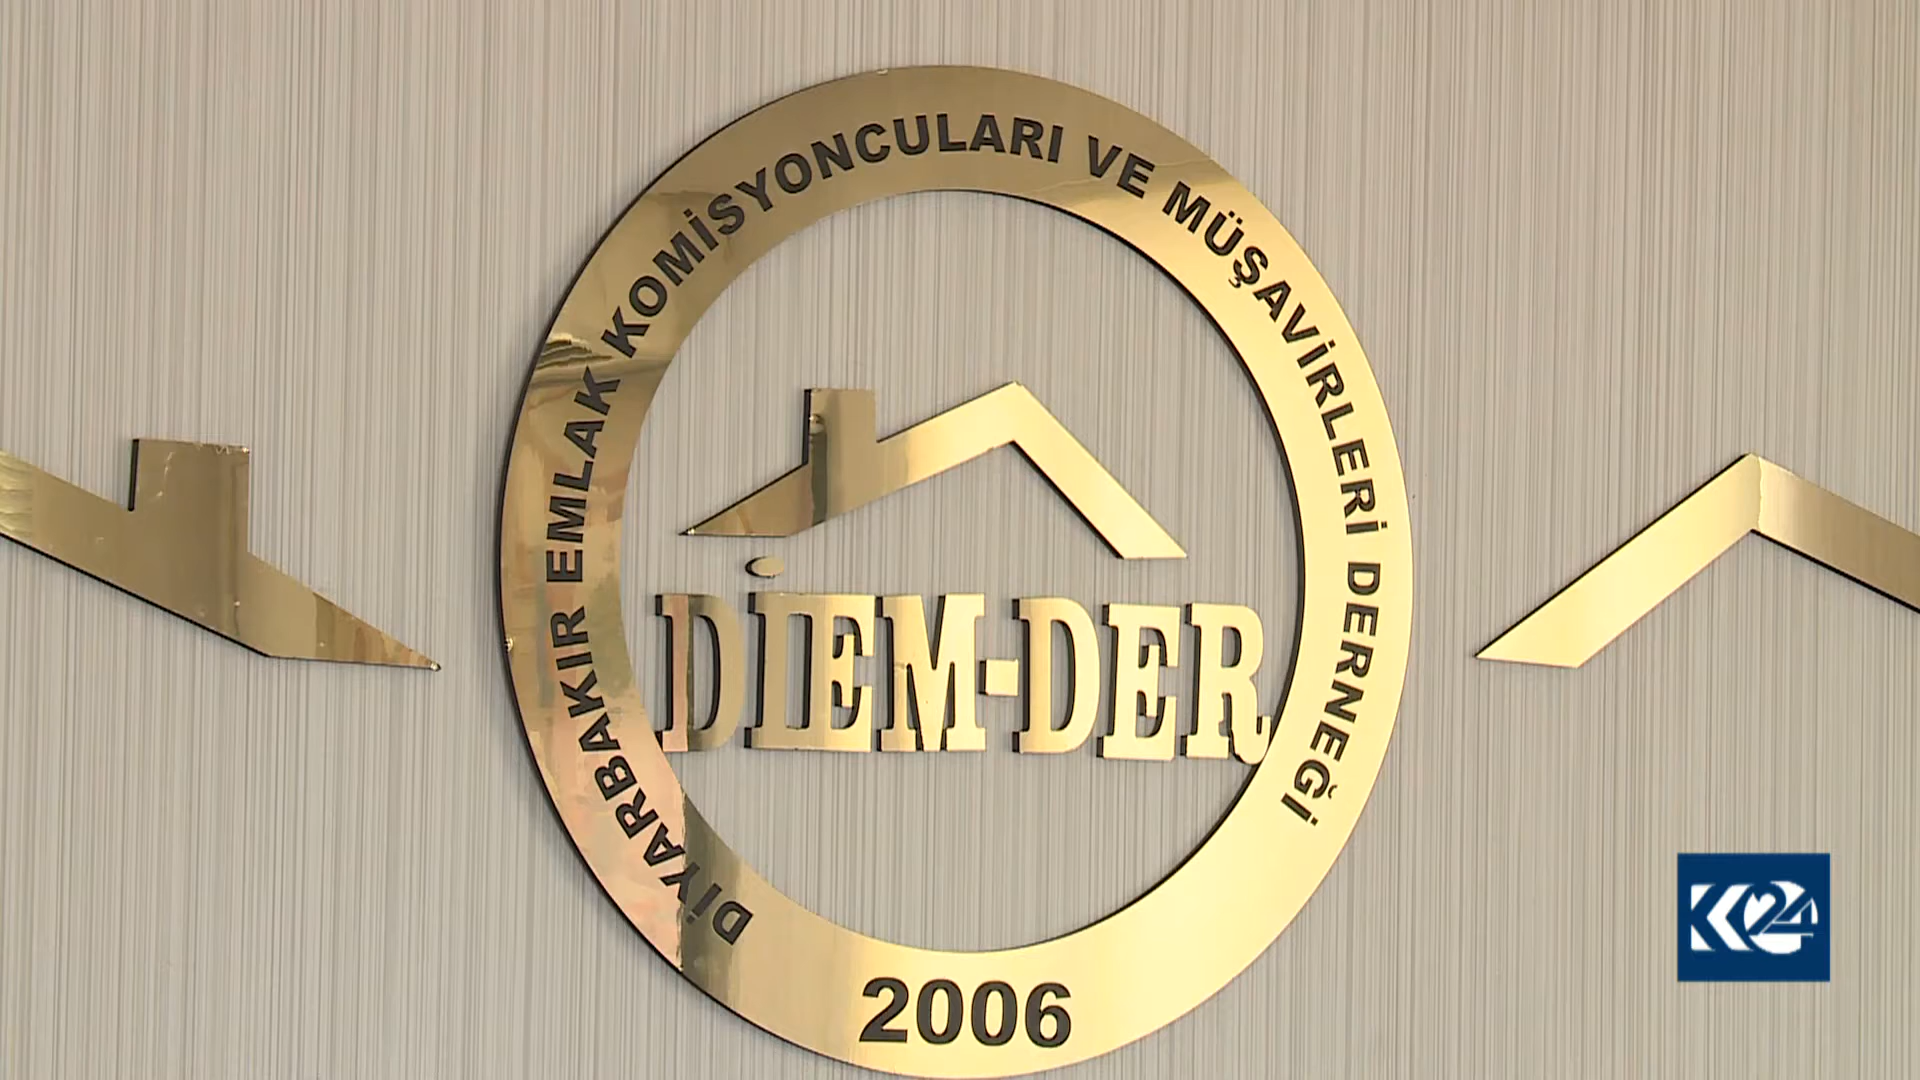 DİYARBAKIR EMLAK KOMİSYONCULARI VE MÜŞAVİRLERİ DERNEĞİ
DİEM-DER
2006
K24